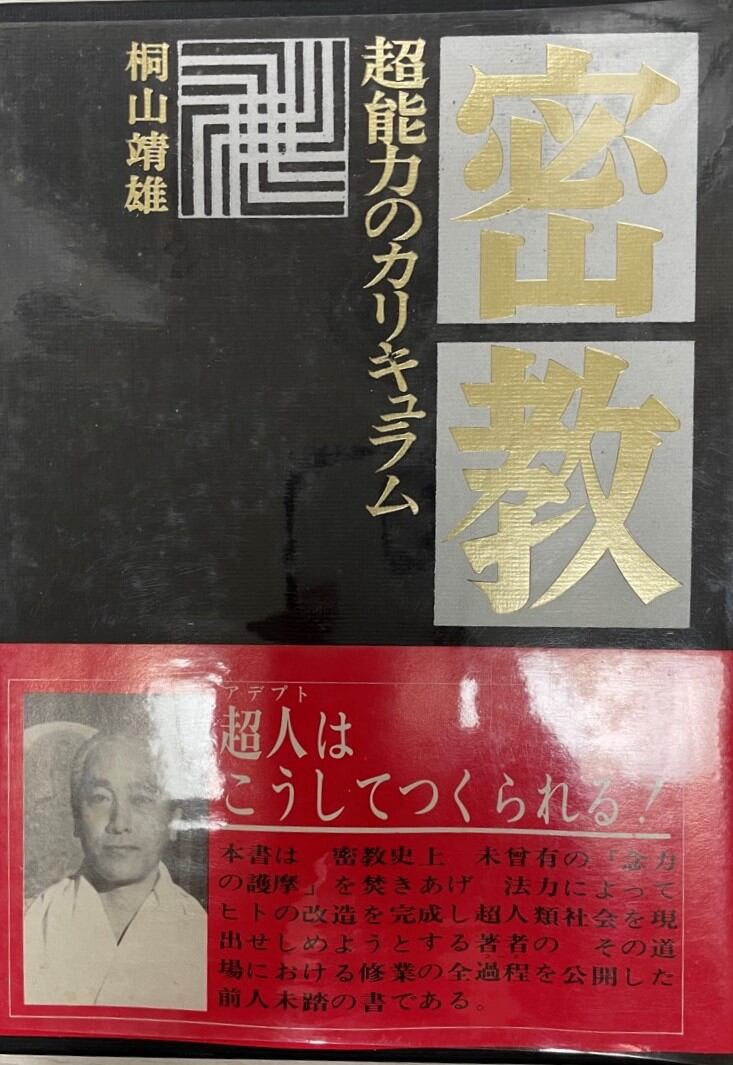 密教
超能力のカリキュラム
桐山靖雄
アデプト
超人は
こうしてつくられる!
本書は 密教史上 未曾有の「念力
の護摩」を焚きあげ 法力によって
ヒトの改造を完成し超人類社会を現
出せしめようとする著者の その道
場における修業の全過程を公開した
前人未踏の書である。